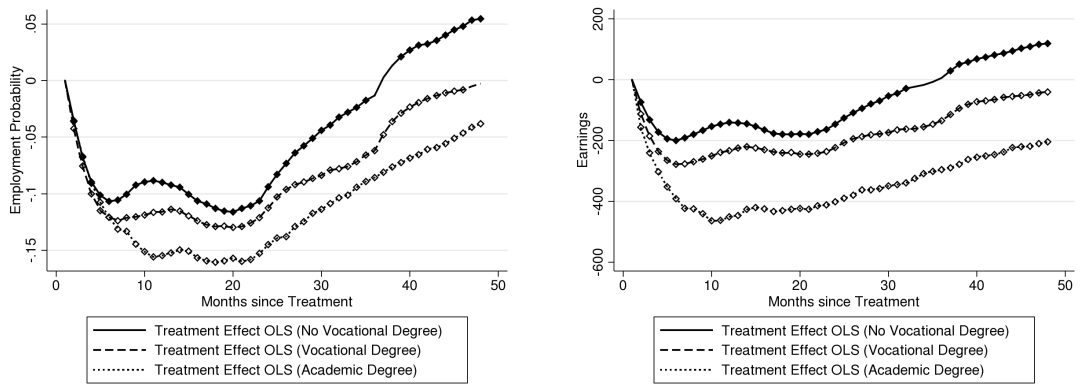 Employment Probability
.05
0
-.05
-.1
-.15
0 10 20 30 40 50
Months since Treatment
Treatment Effect OLS (No Vocational Degree)
Treatment Effect OLS (Vocational Degree)
Treatment Effect OLS (Academic Degree)
Earnings
200
0
-200
-400
-600
0 10 20 30 40 50
Months since Treatment
Treatment Effect OLS (No Vocational Degree)
Treatment Effect OLS (Vocational Degree)
Treatment Effect OLS (Academic Degree)